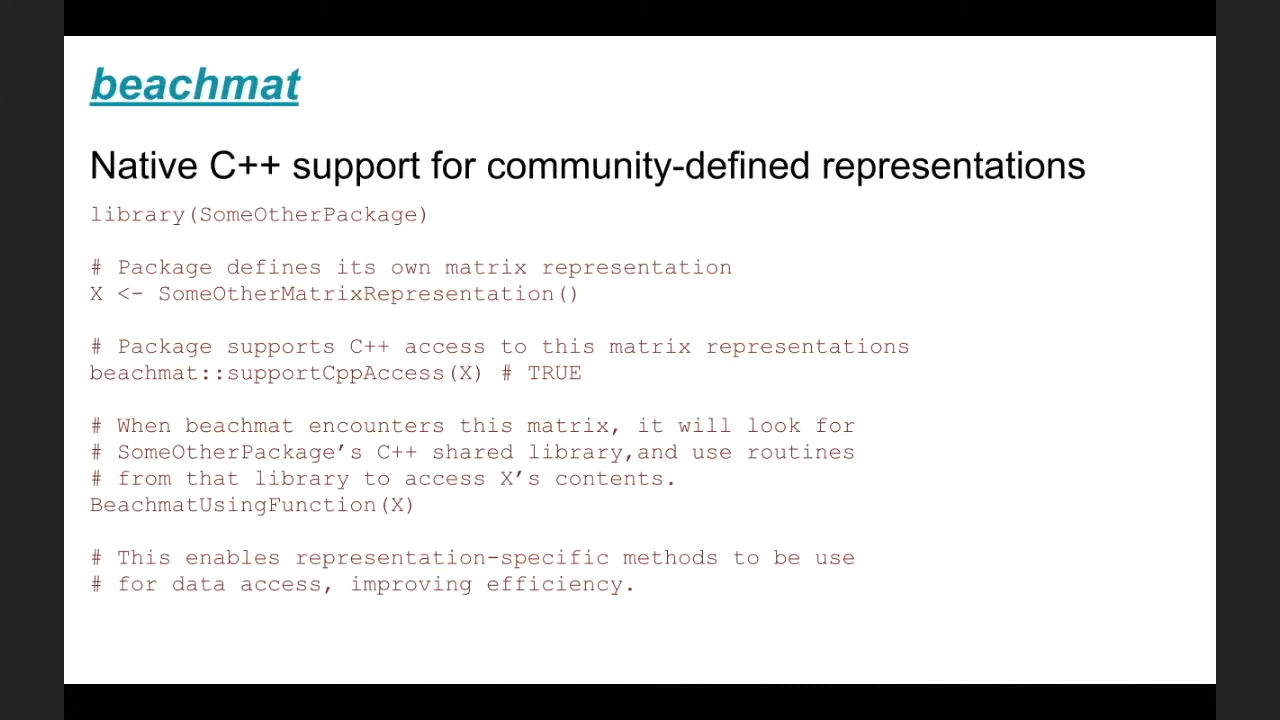 beachmat
Native C++ support for community-defined representations
library(SomeOtherPackage)
# Package defines its own matrix representation
X <- SomeOtherMatrixRepresentation()
# Package supports C++ access to this matrix representations
beachmat::supportCppAccess(X) # TRUE
# When beachmat encounters this matrix, it will look for
# SomeOtherPackage’s C++ shared library,and use routines
# from that library to access X’s contents.
BeachmatUsingFunction(X)
# This enables representation-specific methods to be use
# for data access, improving efficiency.